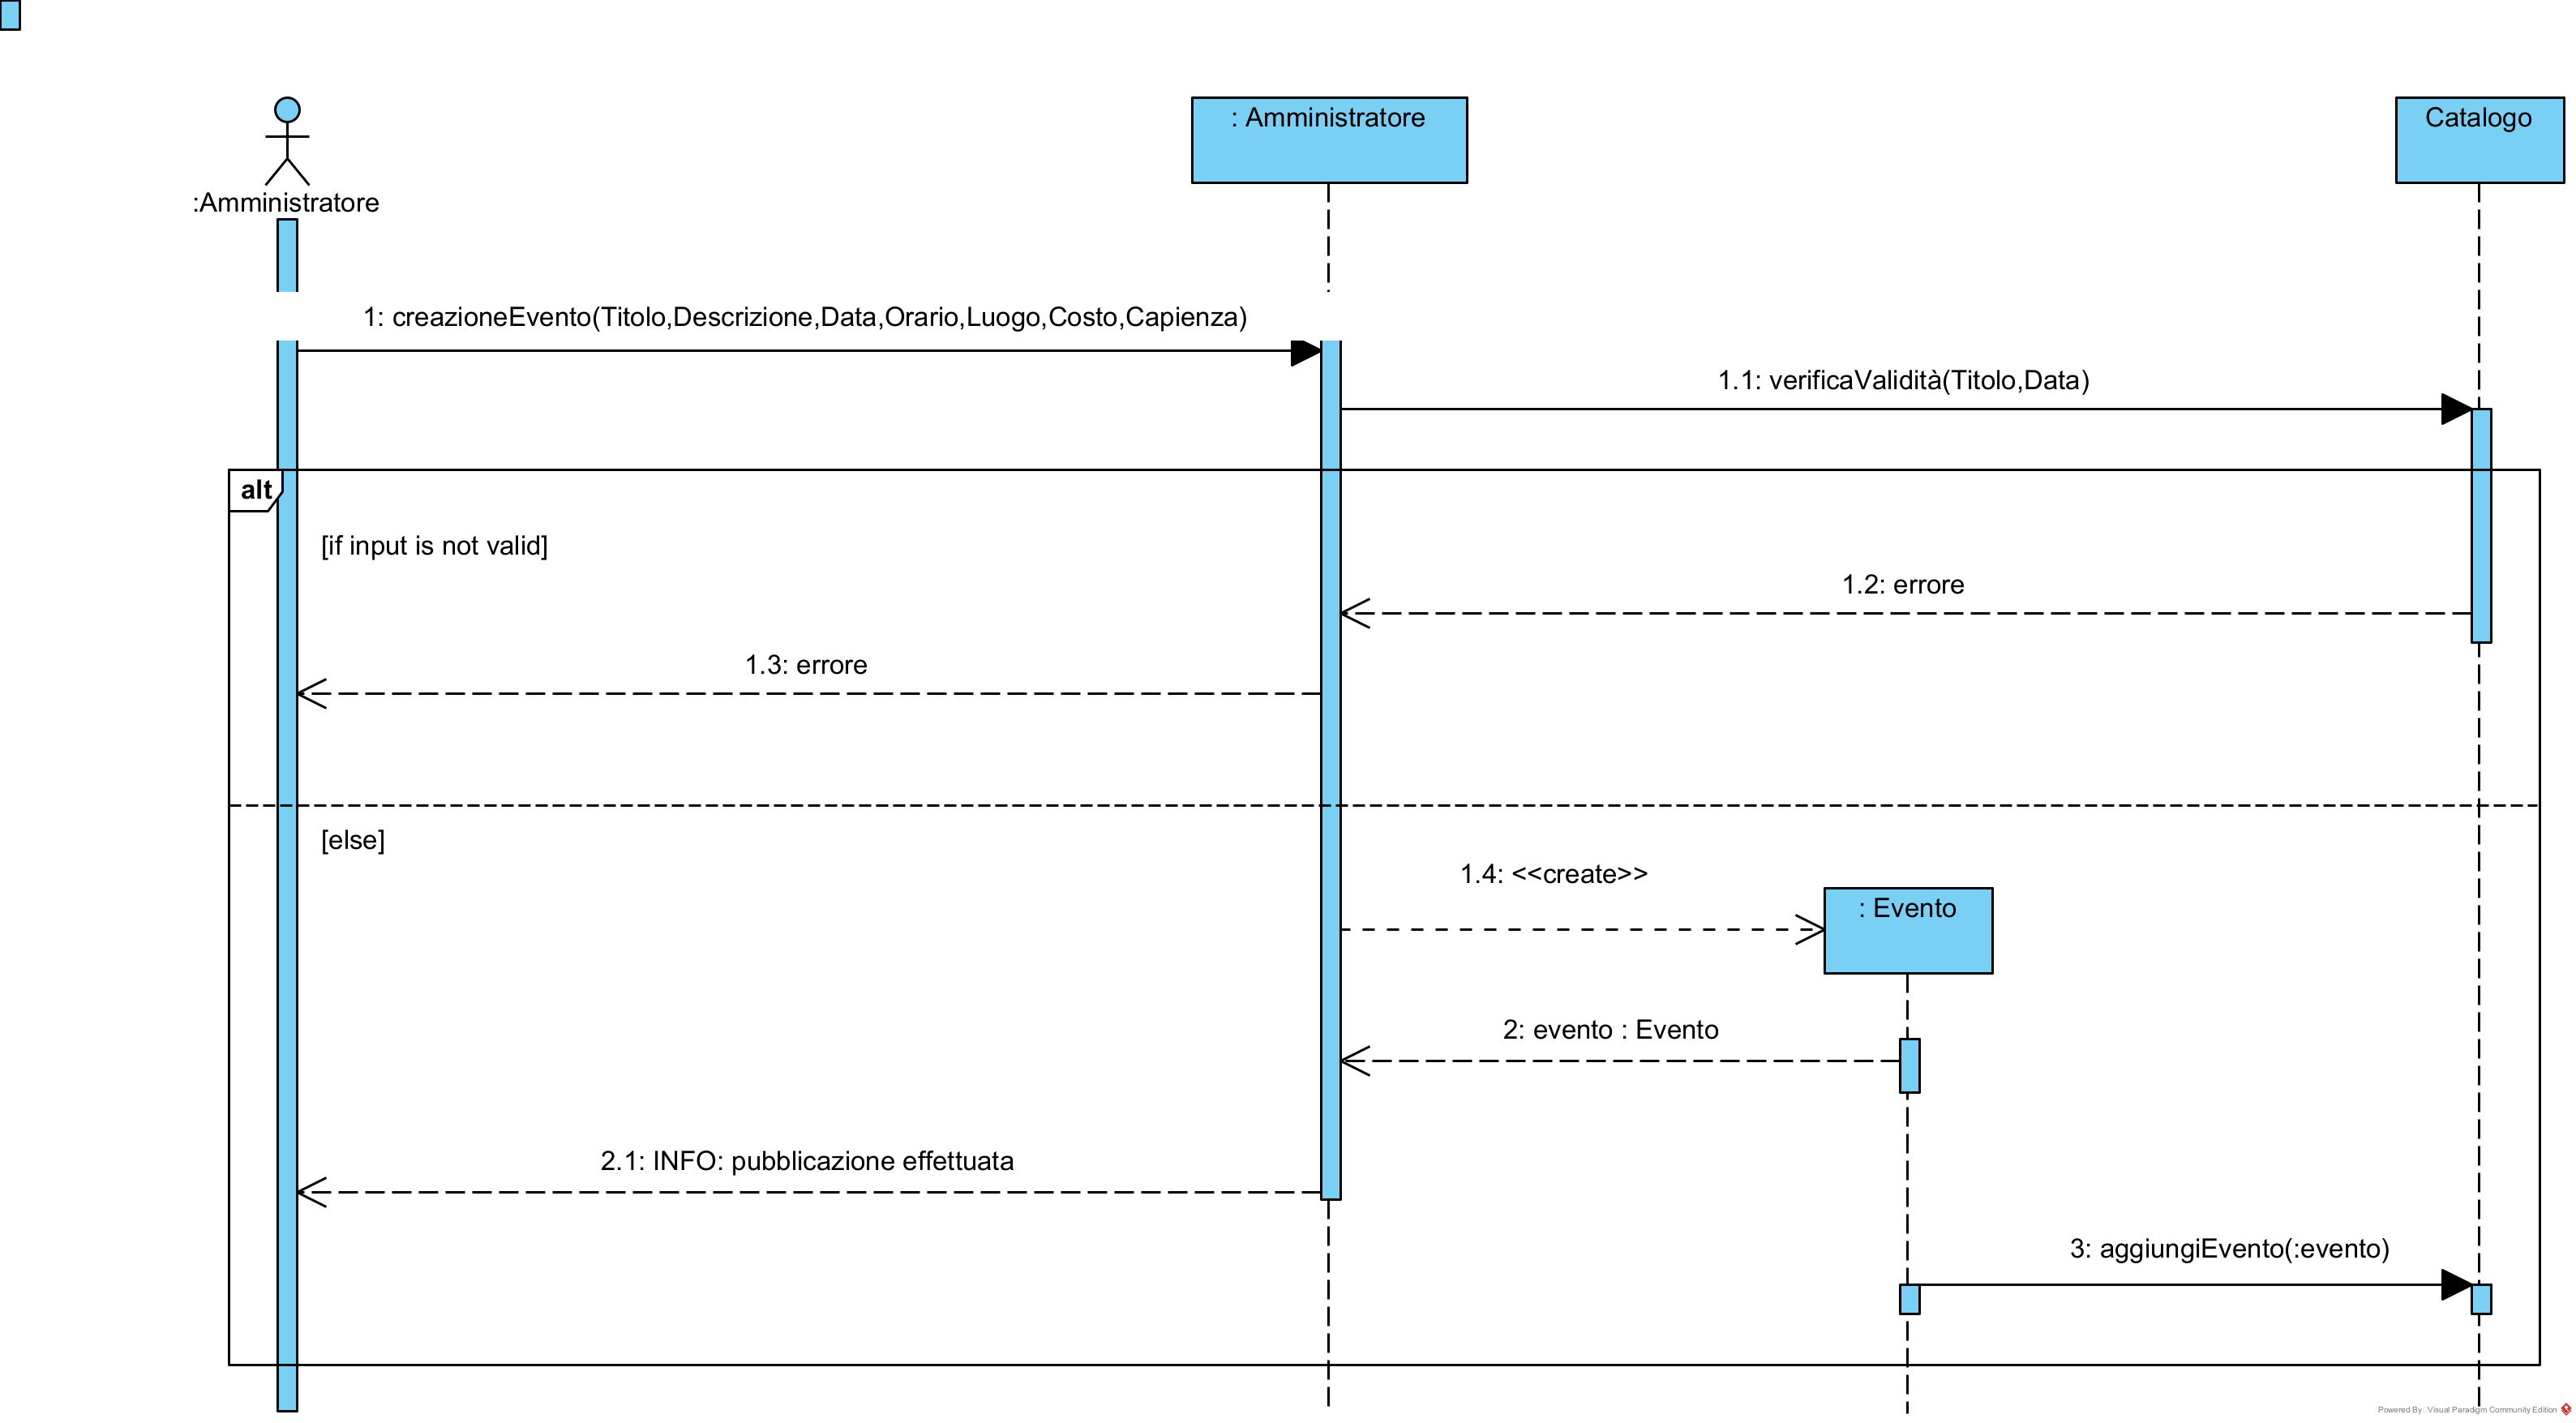 : Amministratore
Catalogo
:Amministratore
1: creazioneEvento(Titolo,Descrizione,Data,Orario,Luogo,Costo,Capienza)
1.1: verificaValidità(Titolo,Data)
alt
[if input is not valid]
1.2: errore
1.3: errore
[else]
1.4: <<create>>
: Evento
2: evento : Evento
2.1: INFO: pubblicazione effettuata
3: aggiungiEvento(:evento)
Powered By Visual Paradigm Community Edition